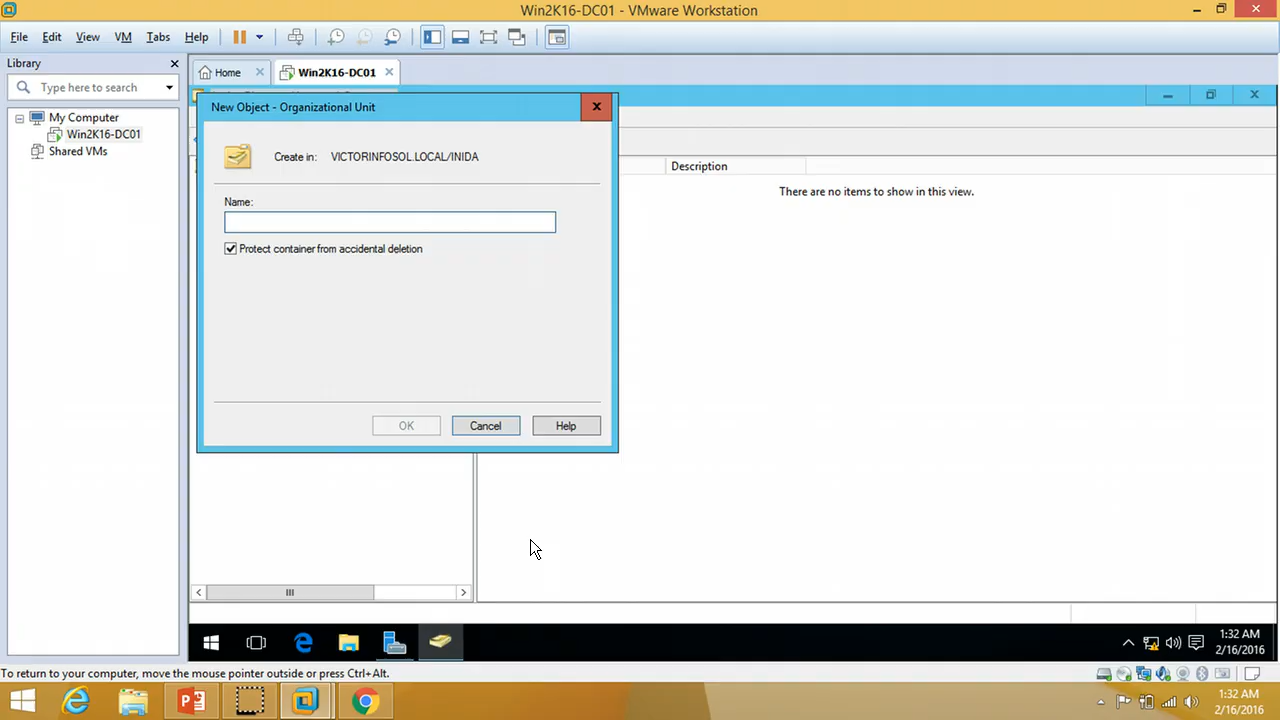 Win2K16-DC01 - VMware Workstation
File Edit View VM Tabs Help
Library
Type here to search
My Computer
Win2K16-DC01
Shared VMs
Home
Win2K16-DC01
New Object - Organizational Unit
Create in: VICTORINFOSOL.LOCAL/INIDA
Name:
Protect container from accidental deletion
OK Cancel Help
Description
There are no items to show in this view.
1:32 AM
2/16/2016
To return to your computer, move the mouse pointer outside or press Ctrl+Alt.
1:32 AM
2/16/2016